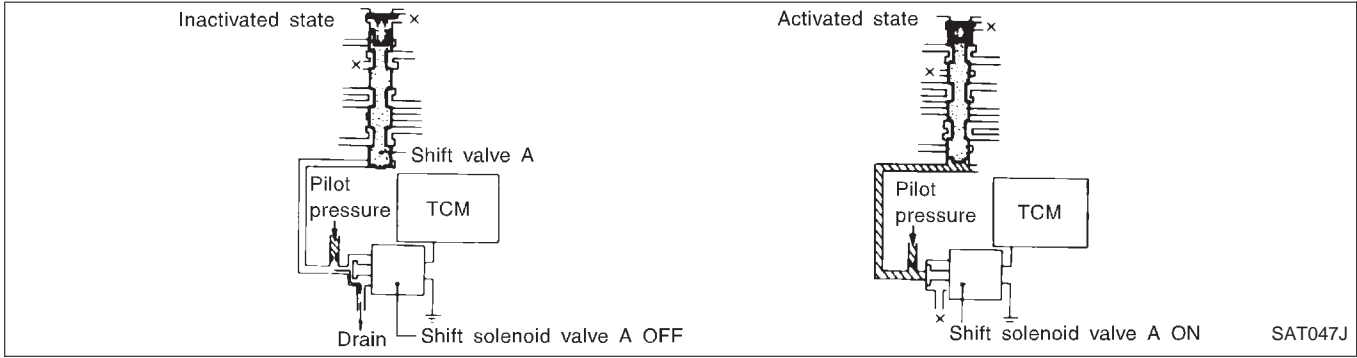 Inactivated state
×
×
Shift valve A
Pilot
pressure
TCM
Drain
Shift solenoid valve A OFF
Activated state
×
×
Pilot
pressure
TCM
×
Shift solenoid valve A ON
SAT047J